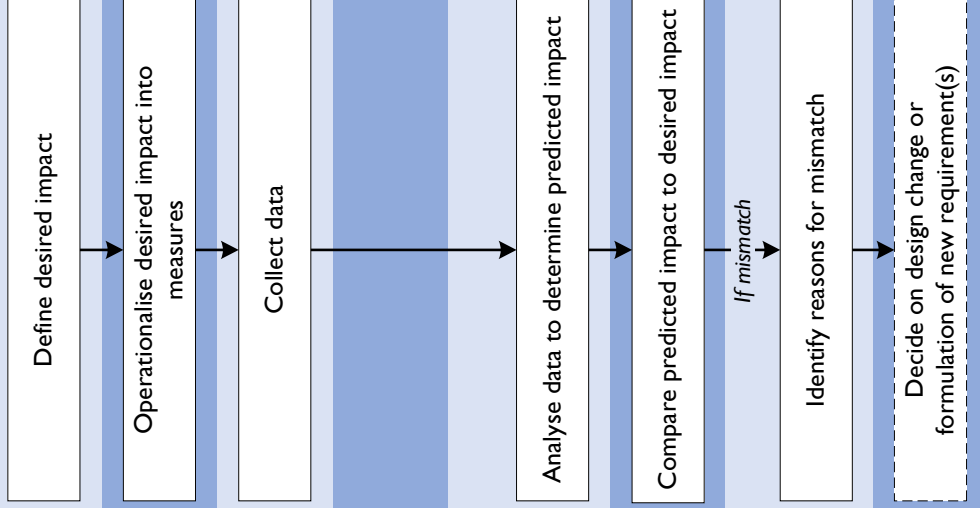 Define desired impact
Operationalise desired impact into
measures
Collect data
Analyse data to determine predicted impact
Compare predicted impact to desired impact
If mismatch
Identify reasons for mismatch
Decide on design change or
formulation of new requirement(s)